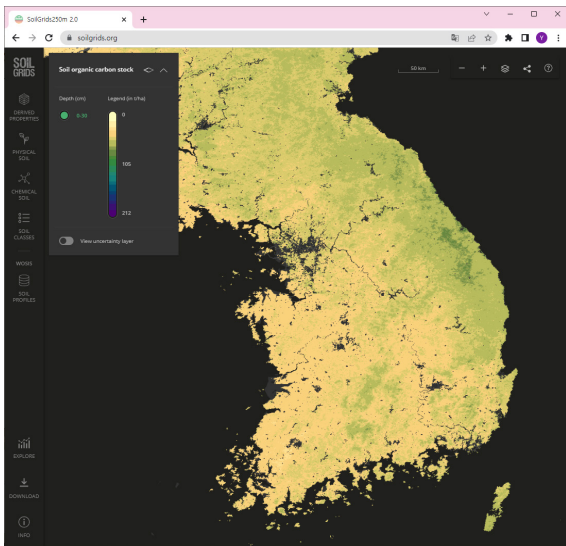 SoilGrids250m 2.0
soilgrids.org
Y
SOIL
GRIDS
DERIVED
PROPERTIES
PHYSICAL
SOIL
CHEMICAL
SOIL
SOIL
CLASSES
WOSIS
SOIL
PROFILES
EXPLORE
DOWNLOAD
INFO
Soil organic carbon stock
Depth (cm)
Legend (in t/ha)
0-30
0
105
212
View uncertainty layer
50 km